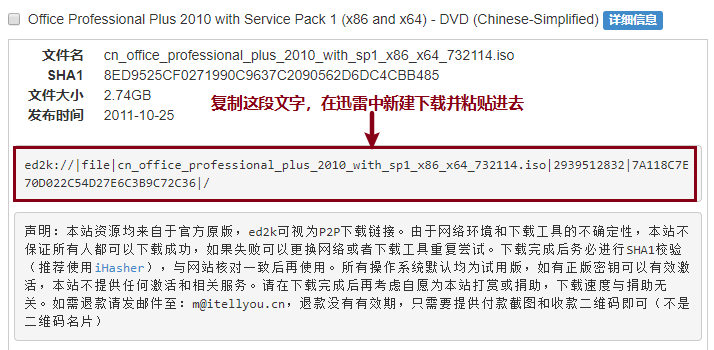 Office Professional Plus 2010 with Service Pack 1 (x86 and x64) - DVD (Chinese-Simplified) 详细信息
文件名 cn_office_professional_plus_2010_with_sp1_x86_x64_732114.iso
SHA1 8ED9525CF0271990C9637C2090562D6DC4CBB485
文件大小 2.74GB
发布时间 2011-10-25
复制这段文字，在迅雷中新建下载并粘贴进去
ed2k://|file|cn_office_professional_plus_2010_with_sp1_x86_x64_732114.iso|2939512832|7A118C7E
70D022C54D27E6C3B9C72C36|/
声明：本站资源均来自于官方原版，ed2k可视为P2P下载链接。由于网络环境和下载工具的不确定性，本站不
保证所有人都可以下载成功，如果失败可以更换网络或者下载工具重复尝试。下载完成后务必进行SHA1校验
（推荐使用iHasher），与网站核对一致后再使用。所有操作系统默认均为试用版，如有正版密钥可以有效激
活，本站不提供任何激活和相关服务。请在下载完成后再考虑自愿为本站打赏或捐助，下载速度与捐助无
关。如需退款请发邮件至：m@itellyou.cn，退款没有有效期，只需要提供付款截图和收款二维码即可（不是
二维码名片）